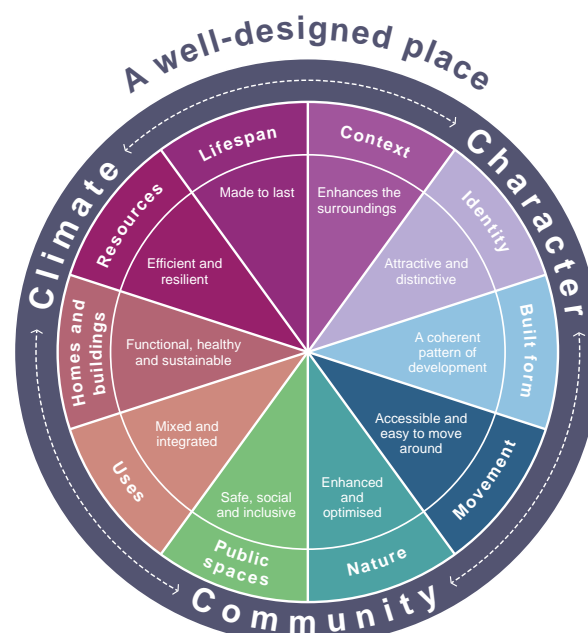 A well-designed place
Climate
Character
Community
Context
Enhances the
surroundings
Identity
Attractive and
distinctive
Built form
A coherent
pattern of
development
Movement
Accessible and
easy to move
around
Nature
Enhanced
and
optimised
Public
spaces
Safe, social
and inclusive
Uses
Mixed and
integrated
Homes and
buildings
Functional, healthy
and sustainable
Resources
Efficient and
resilient
Lifespan
Made to last